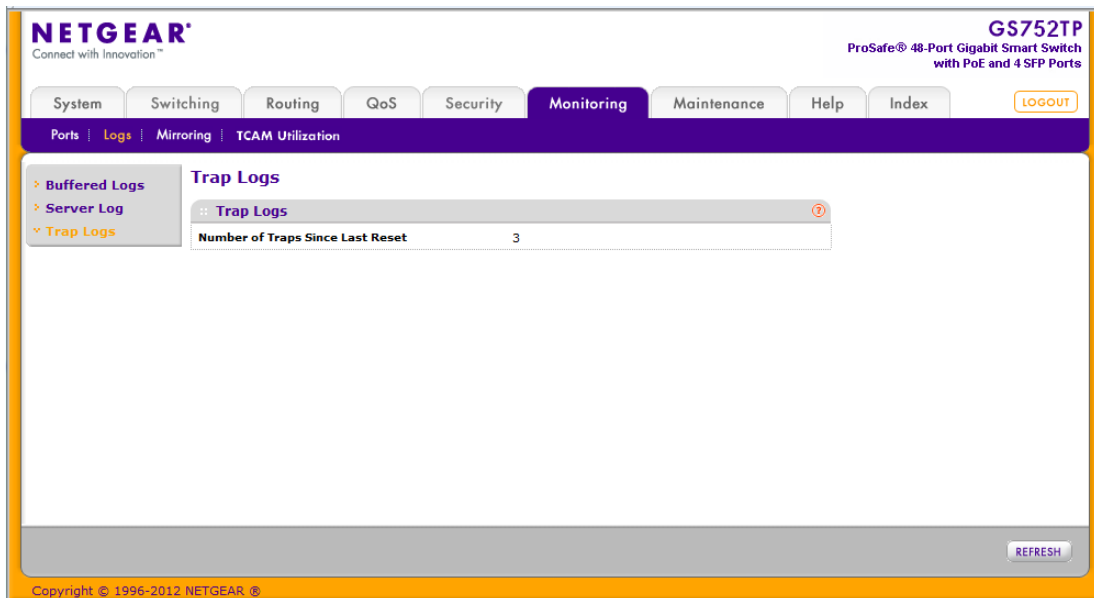 NETGEAR®
Connect with Innovation™
GS752TP
ProSafe® 48-Port Gigabit Smart Switch
with PoE and 4 SFP Ports
System Switching Routing QoS Security Monitoring Maintenance Help Index LOGOUT
Ports | Logs | Mirroring | TCAM Utilization
Buffered Logs
Server Log
Trap Logs
Trap Logs
Trap Logs ?
Number of Traps Since Last Reset 3
REFRESH
Copyright © 1996-2012 NETGEAR ®